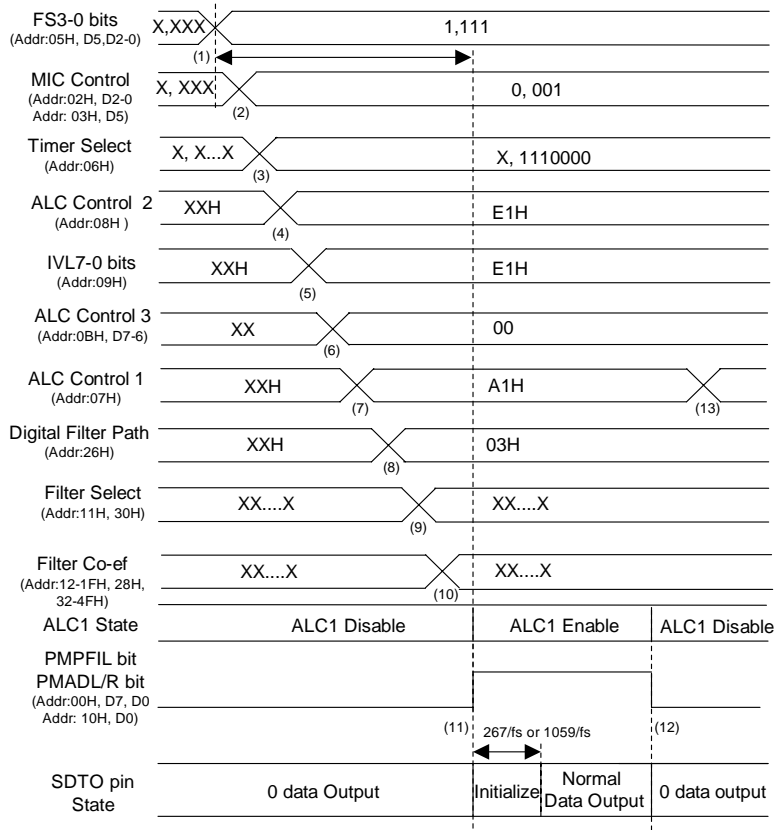 FS3-0 bits
(Addr:05H, D5,D2-0)
X,XXX
1,111
(1)
MIC Control
(Addr:02H, D2-0
Addr: 03H, D5)
X, XXX
0, 001
(2)
Timer Select
(Addr:06H)
X, X...X
X, 1110000
(3)
ALC Control 2
(Addr:08H )
XXH
E1H
(4)
IVL7-0 bits
(Addr:09H)
XXH
E1H
(5)
ALC Control 3
(Addr:0BH, D7-6)
XX
00
(6)
ALC Control 1
(Addr:07H)
XXH
A1H
(7)
(13)
Digital Filter Path
(Addr:26H)
XXH
03H
(8)
Filter Select
(Addr:11H, 30H)
XX....X
XX....X
(9)
Filter Co-ef
(Addr:12-1FH, 28H,
32-4FH)
XX....X
XX....X
(10)
ALC1 State
ALC1 Disable
ALC1 Enable
ALC1 Disable
PMPFIL bit
PMADL/R bit
(Addr:00H, D7, D0
Addr: 10H, D0)
(11)
267/fs or 1059/fs
(12)
SDTO pin
State
0 data Output
Initialize
Normal
Data Output
0 data output